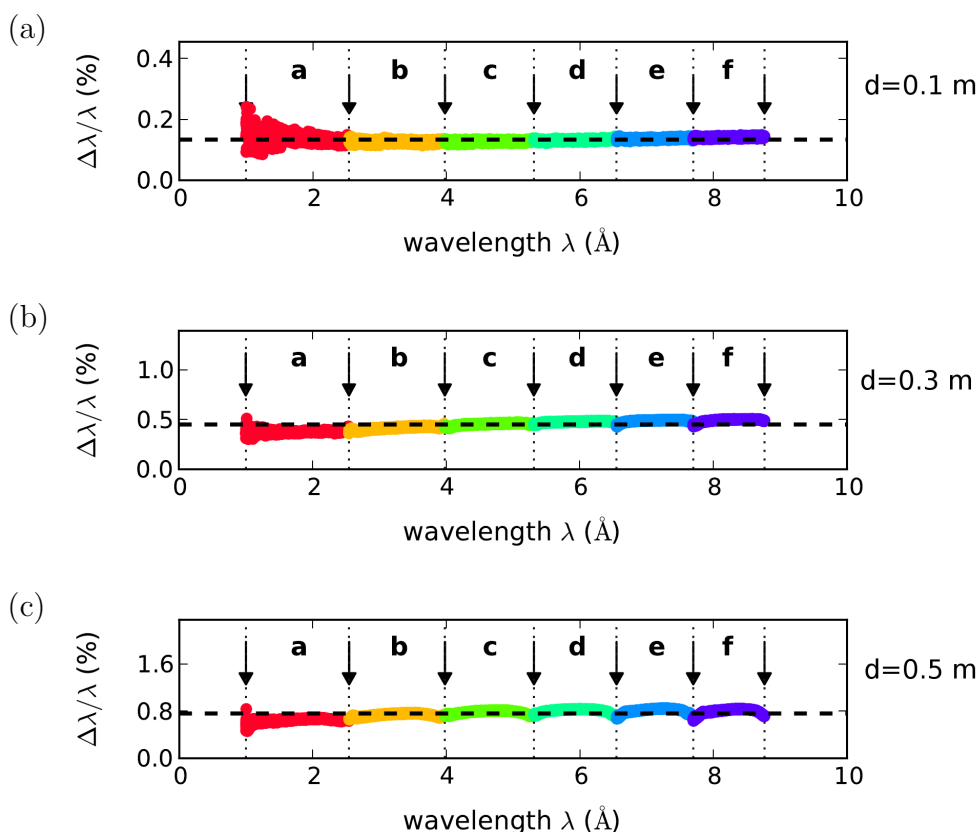 (a)
Δλ/λ (%)
0.4
0.2
0.0
a b c d e f
d=0.1 m
0 2 4 6 8 10
wavelength λ (Å)
(b)
Δλ/λ (%)
1.0
0.5
0.0
a b c d e f
d=0.3 m
0 2 4 6 8 10
wavelength λ (Å)
(c)
Δλ/λ (%)
1.6
0.8
0.0
a b c d e f
d=0.5 m
0 2 4 6 8 10
wavelength λ (Å)